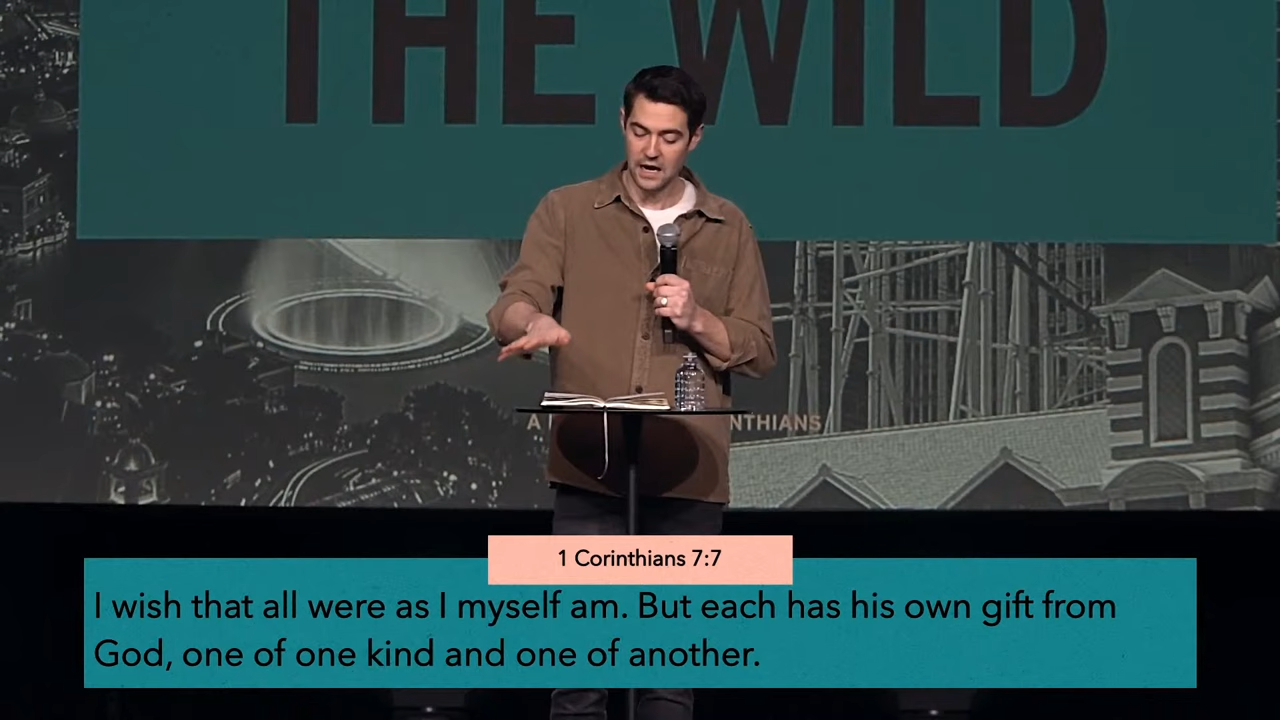 THE WILD
A
NTHIANS
1 Corinthians 7:7
I wish that all were as I myself am. But each has his own gift from
God, one of one kind and one of another.